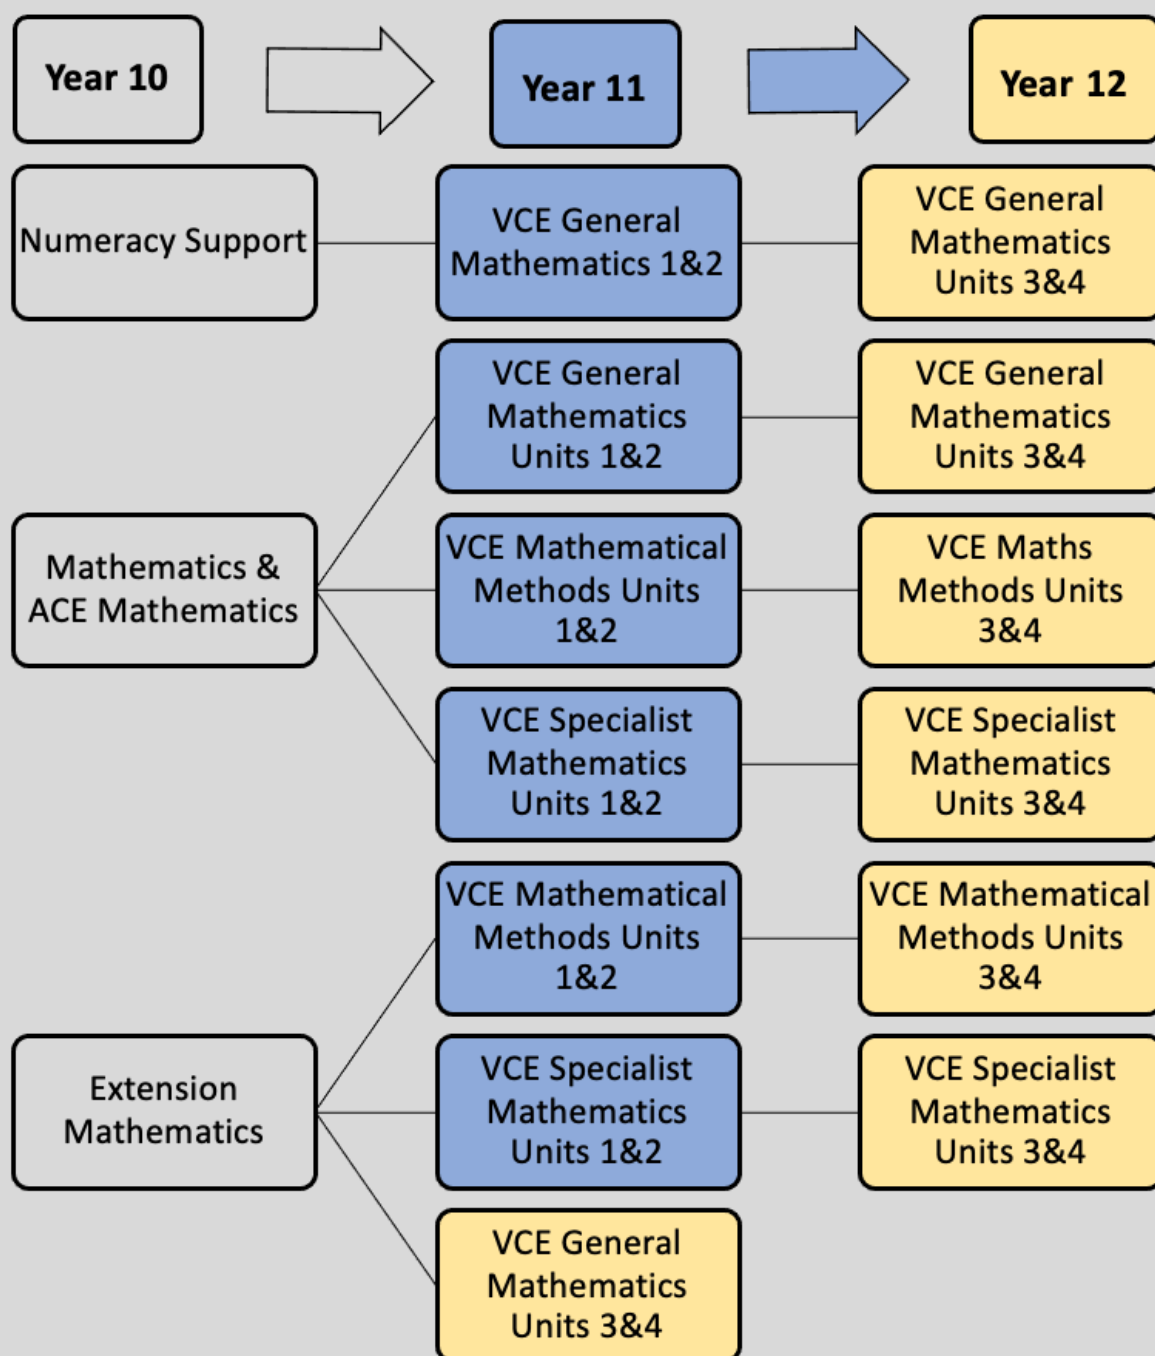 Year 10
Year 11
Year 12
Numeracy Support
VCE General
Mathematics 1&2
VCE General
Mathematics
Units 3&4
Mathematics &
ACE Mathematics
VCE General
Mathematics
Units 1&2
VCE General
Mathematics
Units 3&4
VCE Mathematical
Methods Units
1&2
VCE Maths
Methods Units
3&4
VCE Specialist
Mathematics
Units 1&2
VCE Specialist
Mathematics
Units 3&4
Extension
Mathematics
VCE Mathematical
Methods Units
1&2
VCE Mathematical
Methods Units
3&4
VCE Specialist
Mathematics
Units 1&2
VCE Specialist
Mathematics
Units 3&4
VCE General
Mathematics
Units 3&4